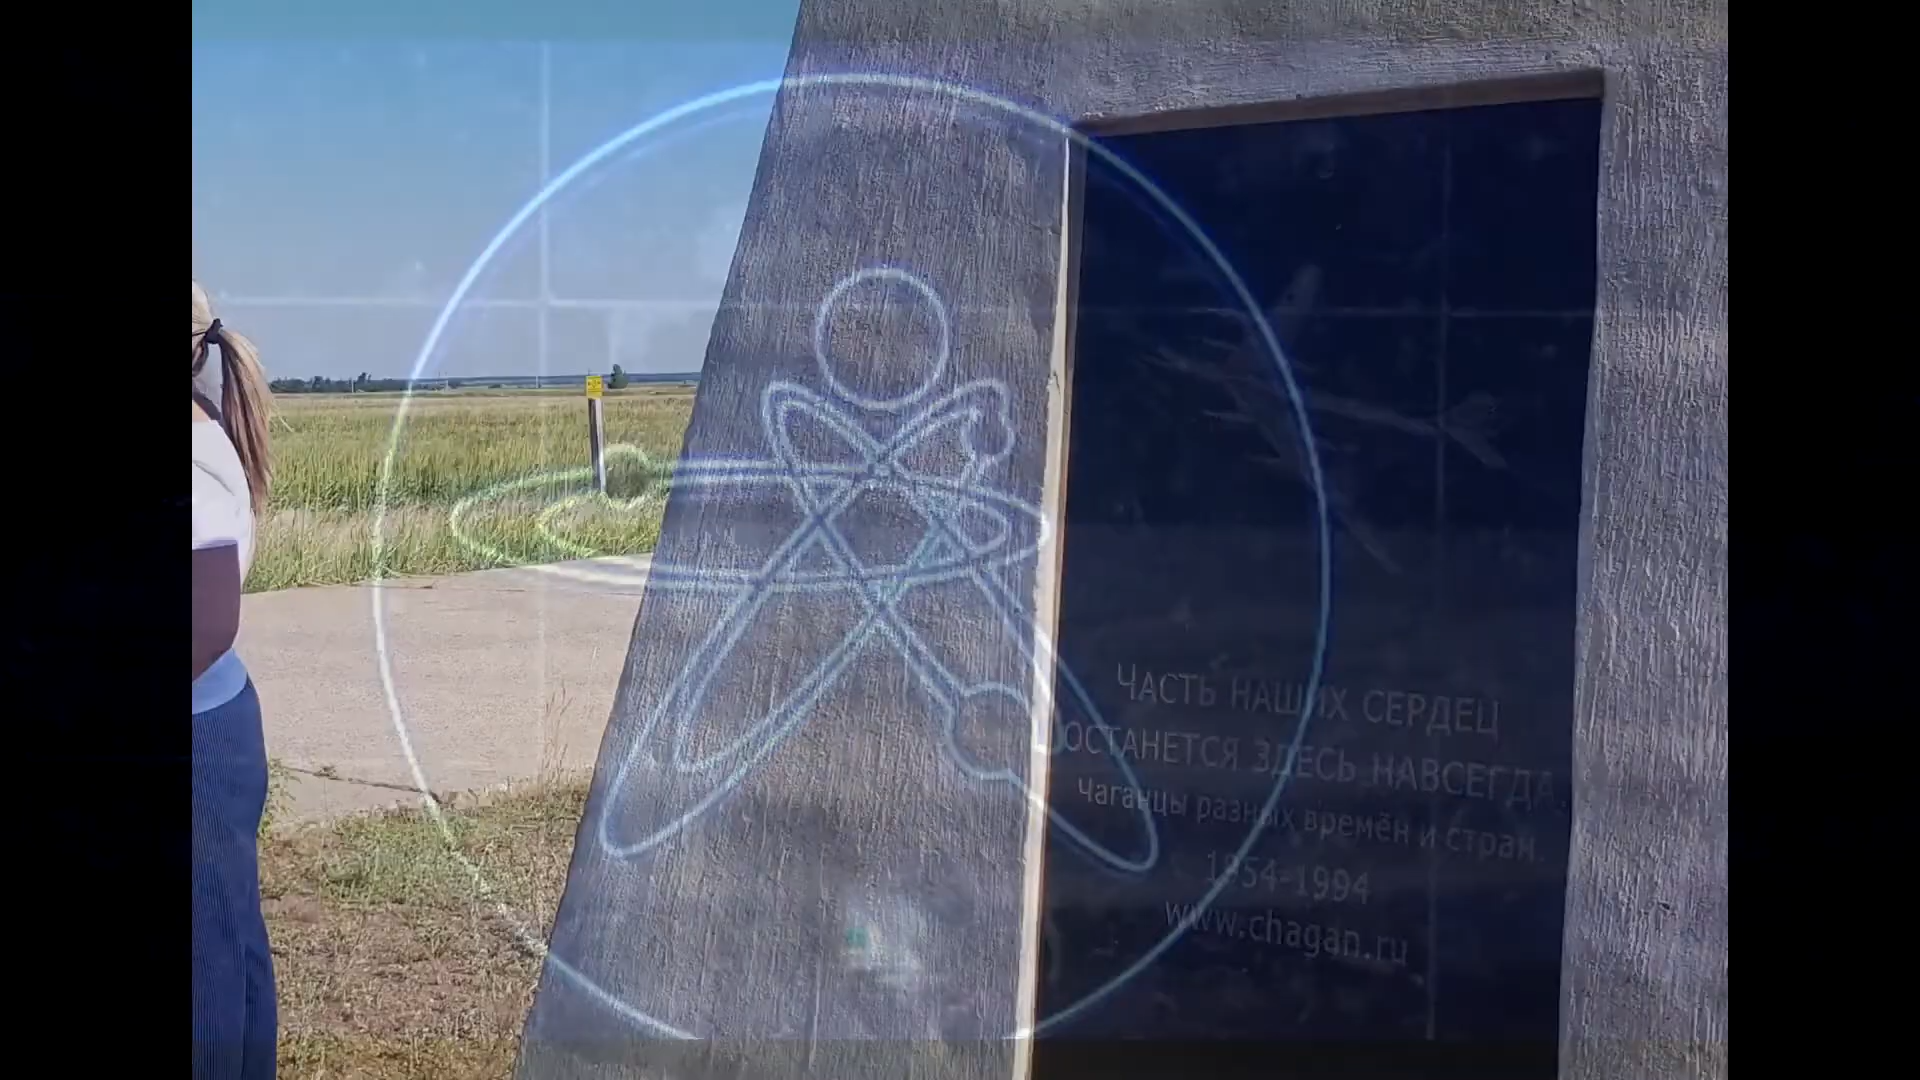 Часть наших сердец
останется здесь навсегда.
Чаганцы разных времён и стран.
1954-1994
www.chagan.ru